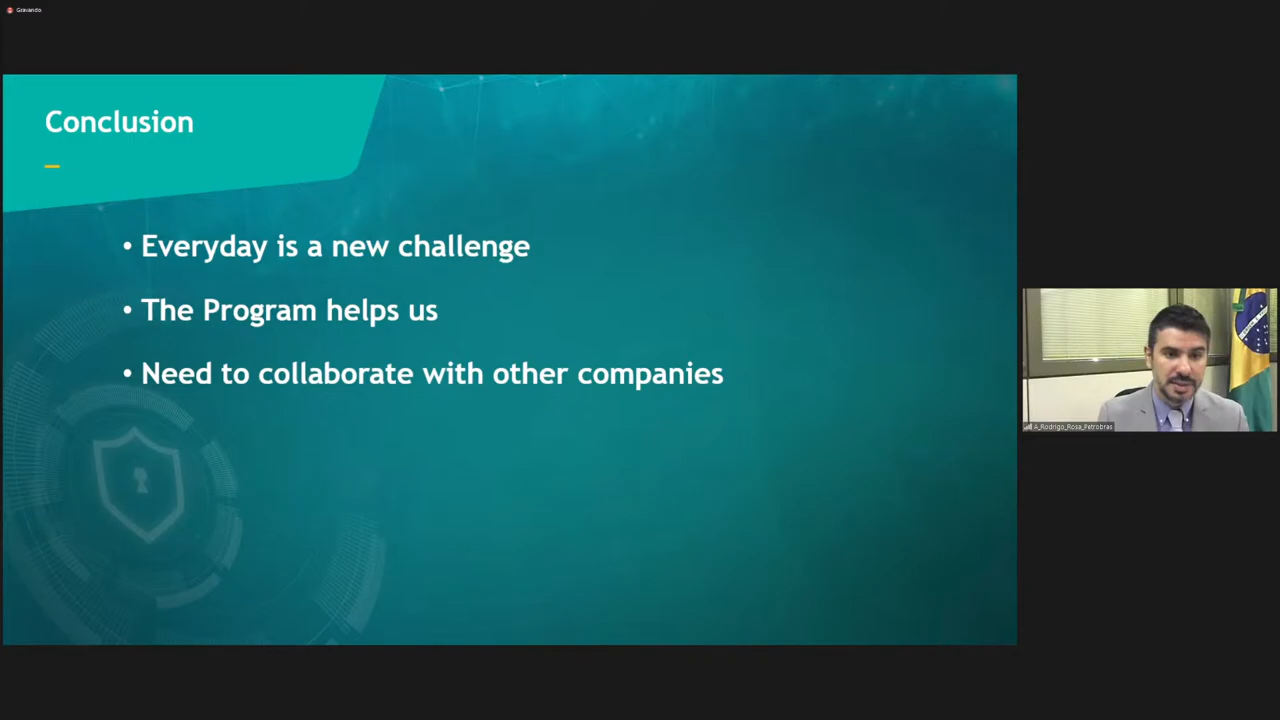 Gravando
Conclusion
• Everyday is a new challenge
• The Program helps us
• Need to collaborate with other companies
A_Rodrigo_Rosa_Petrobras